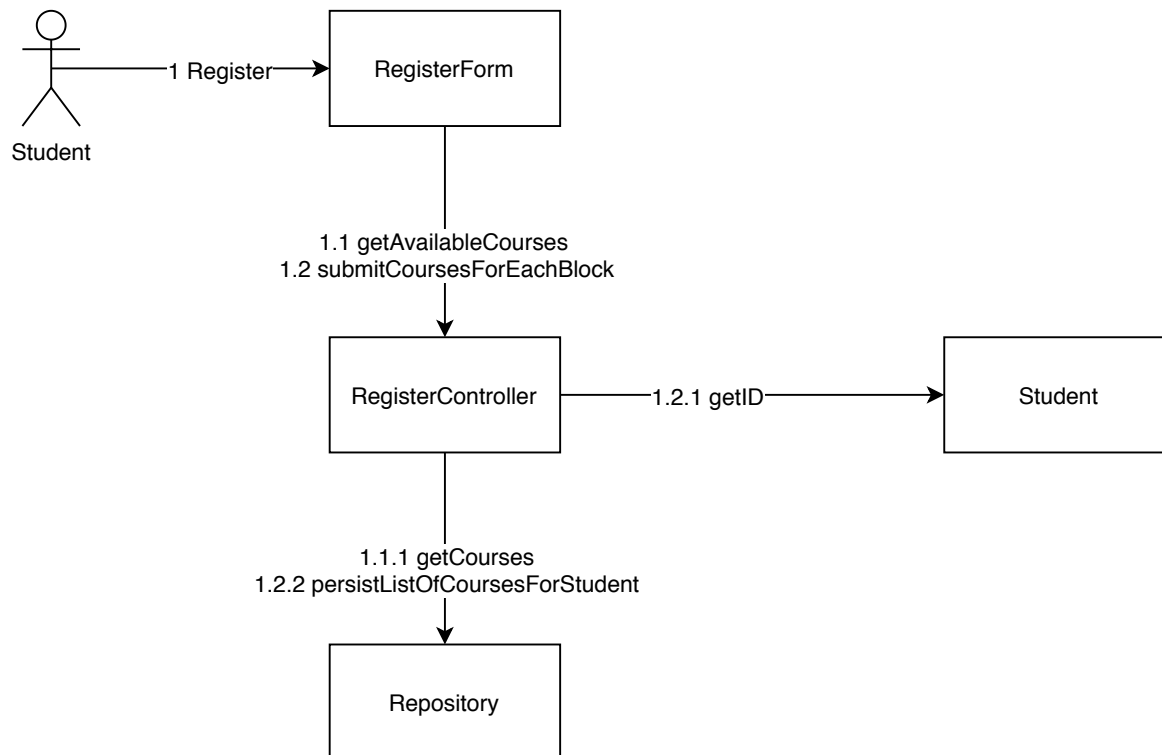 1 Register
RegisterForm
Student
1.1 getAvailableCourses
1.2 submitCoursesForEachBlock
RegisterController
1.2.1 getID
Student
1.1.1 getCourses
1.2.2 persistListOfCoursesForStudent
Repository